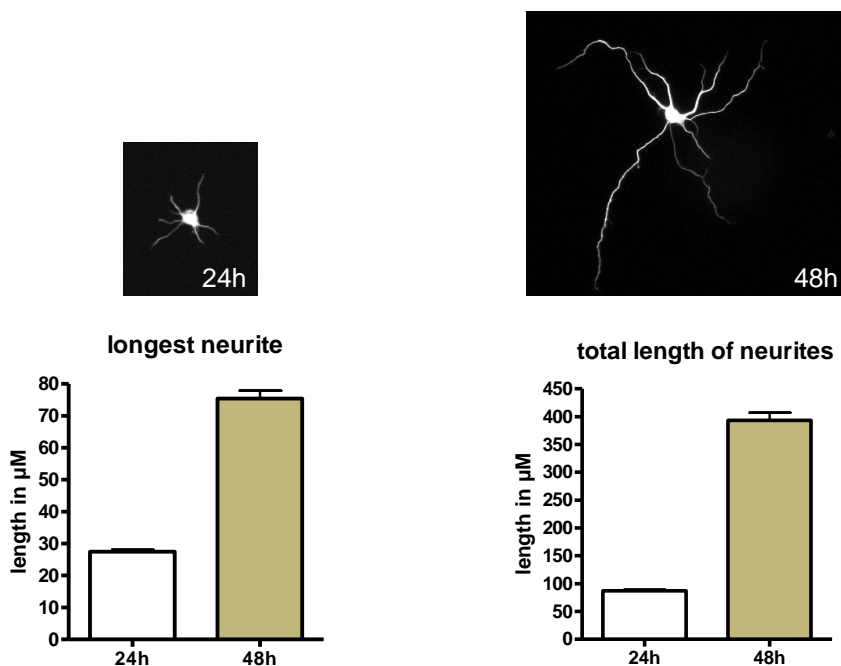 24h
48h
longest neurite
length in µM
80
70
60
50
40
30
20
10
0
24h
48h
total length of neurites
length in µM
450
400
350
300
250
200
150
100
50
0
24h
48h